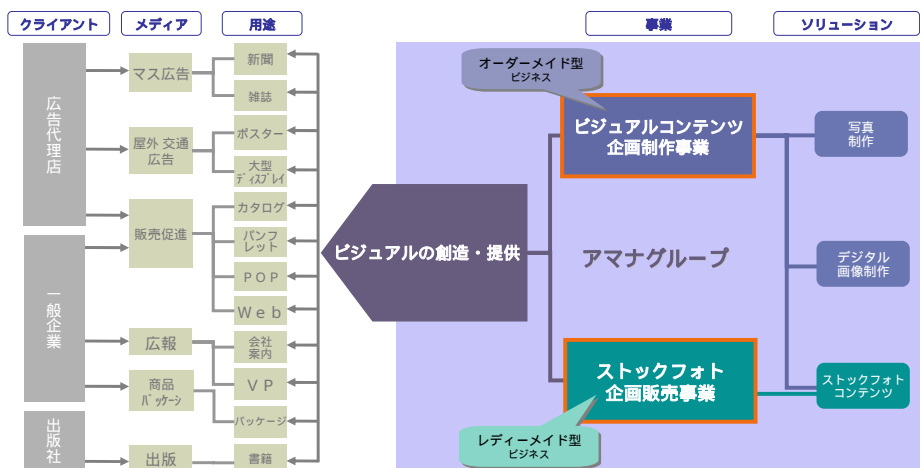 クライアント
メディア
用途
事業
ソリューション
広告代理店
一般企業
出版社
マス広告
屋外 交通
広告
販売促進
広報
商品
パッケージ
出版
新聞
雑誌
ポスター
大型
ディスプレイ
カタログ
パンフ
レット
ＰＯＰ
Ｗｅｂ
会社
案内
ＶＰ
パッケージ
書籍
ビジュアルの創造・提供
オーダーメイド型
ビジネス
ビジュアルコンテンツ
企画制作事業
アマナグループ
ストックフォト
企画販売事業
レディーメイド型
ビジネス
写真
制作
デジタル
画像制作
ストックフォト
コンテンツ